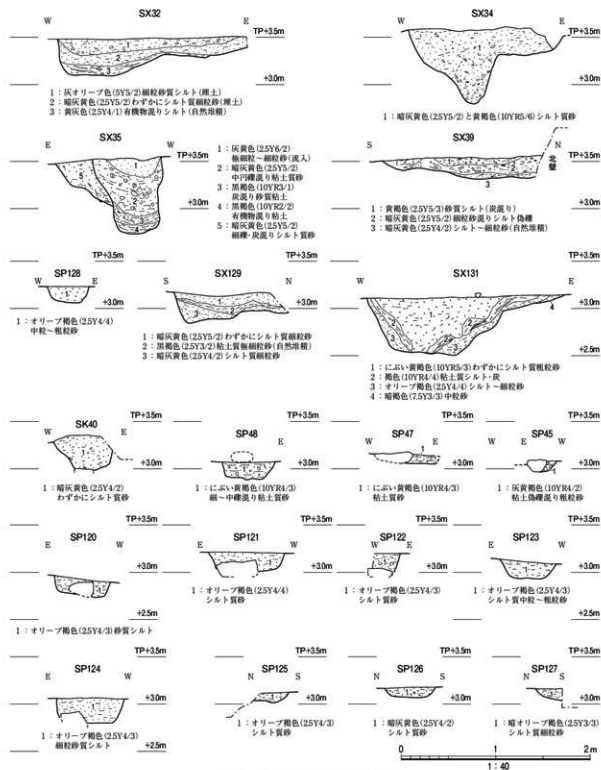 SX32
W E TP+3.5m
+3.0m
1：灰オリーブ色(5Y5/2)細粒砂質シルト(埋土)
2：暗灰黄色(2.5Y5/2)わずかにシルト質細粒砂(埋土)
3：黄灰色(2.5Y4/1)有機物混りシルト(自然堆積)
SX34
W E TP+3.5m
+3.0m
1：暗灰黄色(2.5Y5/2)と黄褐色(10YR5/6)シルト質砂
SX35
E W TP+3.5m
+3.0m
1：灰黄色(2.5Y6/2)
極細粒～細粒砂(流入)
2：暗灰黄色(2.5Y5/2)
中円礫混り粘土質砂
3：黒褐色(10YR3/1)
炭混り砂質粘土
4：黒褐色(10YR2/2)
有機物混り粘土
5：暗灰黄色(2.5Y5/2)
細礫・炭混りシルト質砂
SX39
S N TP+3.5m
北壁
+3.0m
1：黄褐色(2.5Y5/3)砂質シルト(炭混り)
2：暗灰黄色(2.5Y5/2)細粒砂混りシルト偽礫
3：暗灰黄色(2.5Y4/2)シルト～細粒砂(自然堆積)
SP128
W E TP+3.5m
+3.0m
1：オリーブ褐色(2.5Y4/4)
中粒～粗粒砂
SX129
S N TP+3.5m
+3.0m
1：暗灰黄色(2.5Y5/2)わずかにシルト質細粒砂
2：黒褐色(2.5Y3/2)粘土質極細粒砂(自然堆積)
3：暗灰黄色(2.5Y4/2)シルト質細粒砂
SX131
W E TP+3.5m
+3.0m
+2.5m
1：にぶい黄褐色(10YR5/3)わずかにシルト質粗粒砂
2：褐色(10YR4/4)粘土質シルト・炭
3：オリーブ褐色(2.5Y4/4)シルト～細粒砂
4：暗褐色(7.5Y3/3)中粒砂
SK40
W E TP+3.5m
+3.0m
1：暗灰黄色(2.5Y4/2)
わずかにシルト質砂
SP48
W E TP+3.5m
+3.0m
1：にぶい黄褐色(10YR4/3)
細～中礫混り粘土質砂
SP47
W E TP+3.5m
+3.0m
1：にぶい黄褐色(10YR4/3)
粘土質砂
SP45
E W TP+3.5m
+3.0m
1：灰黄褐色(10YR4/2)
粘土偽礫混り粗粒砂
SP120
E W TP+3.5m
+3.0m
+2.5m
1：オリーブ褐色(2.5Y4/3)砂質シルト
SP121
E W TP+3.5m
+3.0m
1：オリーブ褐色(2.5Y4/4)
シルト質砂
SP122
W E TP+3.5m
+3.0m
1：オリーブ褐色(2.5Y4/3)
シルト質砂
SP123
E W TP+3.5m
+3.0m
+2.5m
1：オリーブ褐色(2.5Y4/3)
シルト質中粒～粗粒砂
SP124
E W TP+3.5m
+3.0m
+2.5m
1：オリーブ褐色(2.5Y4/3)
細粒砂質シルト
SP125
N S TP+3.5m
+3.0m
1：オリーブ褐色(2.5Y4/3)
シルト質砂
SP126
N S TP+3.5m
+3.0m
1：暗灰黄色(2.5Y4/2)
シルト質砂
SP127
N S TP+3.5m
+3.0m
1：暗オリーブ褐色(2.5Y3/3)
シルト質細粒砂
0 1 2m
1：40